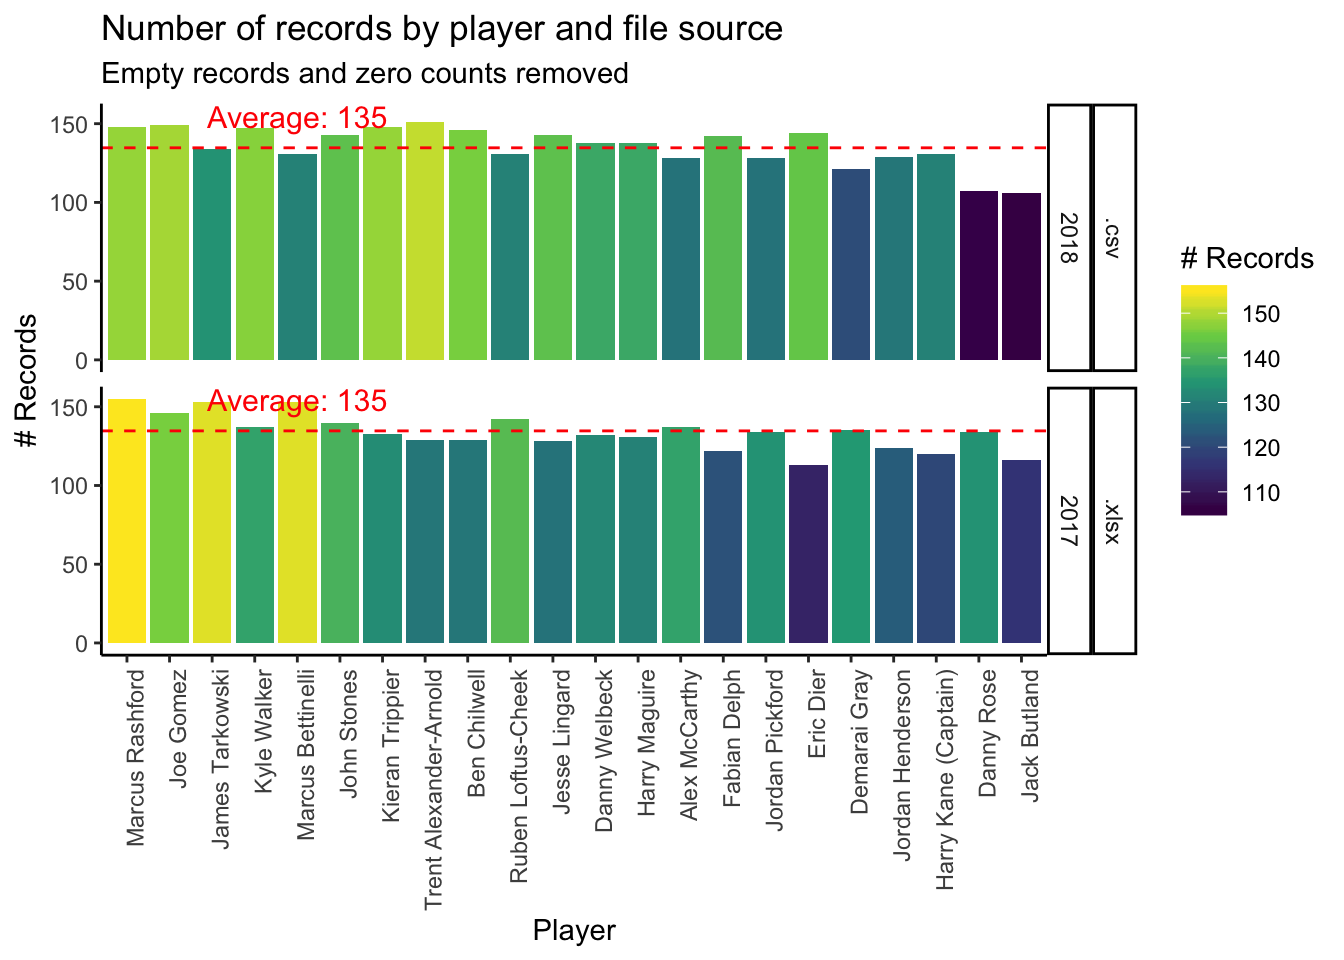 Number of records by player and file source
Empty records and zero counts removed
# Records
150
100
50
0
Average: 135
2018
.csv
150
100
50
0
Average: 135
2017
.xlsx
Marcus Rashford
Joe Gomez
James Tarkowski
Kyle Walker
Marcus Bettinelli
John Stones
Kieran Trippier
Trent Alexander-Arnold
Ben Chilwell
Ruben Loftus-Cheek
Jesse Lingard
Danny Welbeck
Harry Maguire
Alex McCarthy
Fabian Delph
Jordan Pickford
Eric Dier
Demarai Gray
Jordan Henderson
Harry Kane (Captain)
Danny Rose
Jack Butland
Player
# Records
150
140
130
120
110